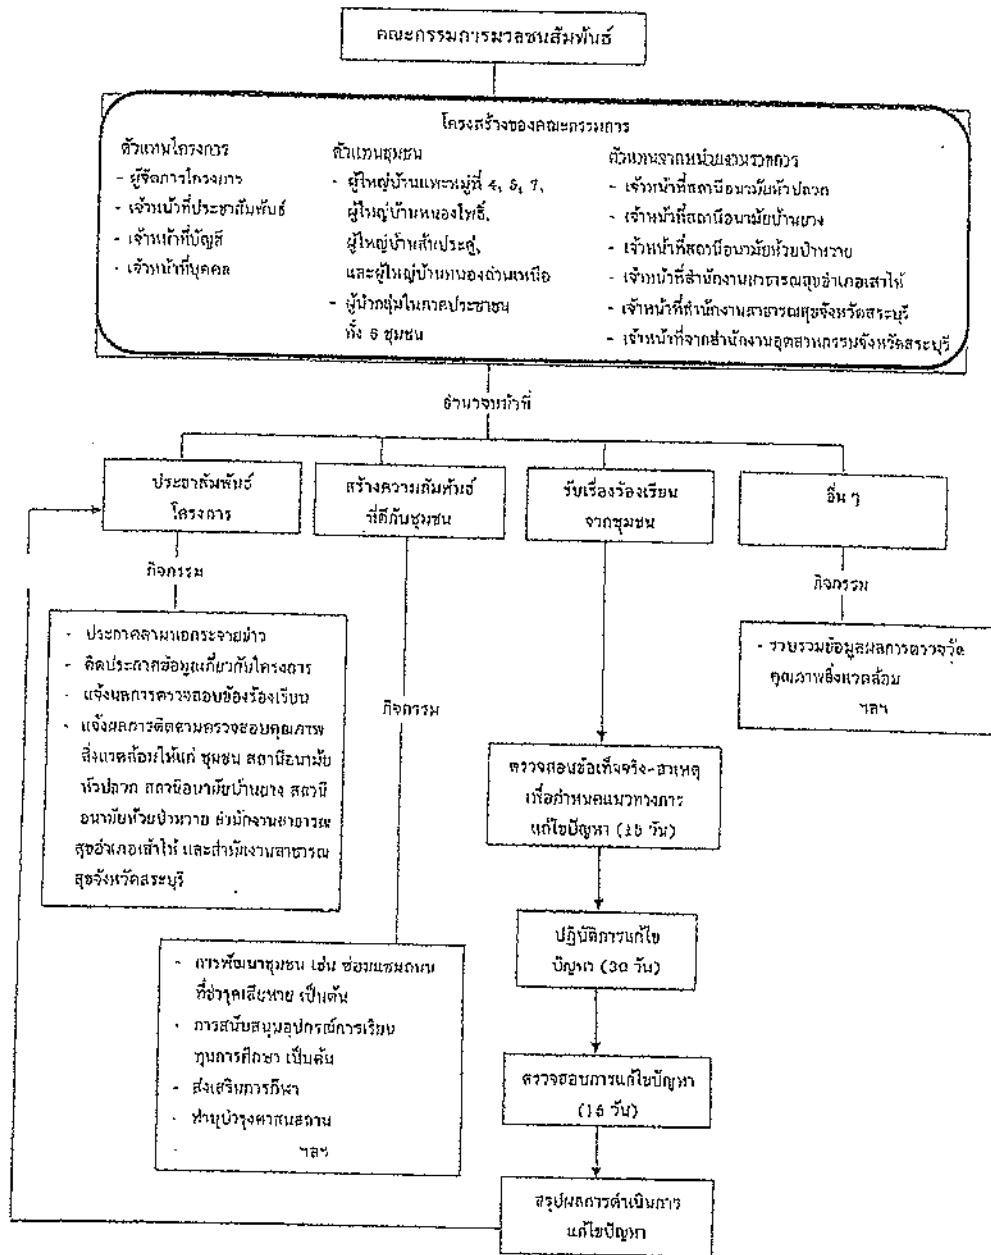 คณะกรรมการมวลชนสัมพันธ์
โครงสร้างของคณะกรรมการ
ตัวแทนโครงการ
- ผู้จัดการโครงการ
- เจ้าหน้าที่ประชาสัมพันธ์
- เจ้าหน้าที่บัญชี
- เจ้าหน้าที่บุคคล
ตัวแทนชุมชน
- ผู้ใหญ่บ้านแพะหมู่ที่ 4, 5, 7,
ผู้ใหญ่บ้านหนองโพธิ์,
ผู้ใหญ่บ้านส้มประดู่,
และผู้ใหญ่บ้านหนองถ่านเหนือ
- ผู้นำกลุ่มในภาคประชาชน
ทั้ง 6 ชุมชน
ตัวแทนจากหน่วยงานราชการ
- เจ้าหน้าที่สถานีอนามัยหัวปลวก
- เจ้าหน้าที่สถานีอนามัยบ้านยาง
- เจ้าหน้าที่สถานีอนามัยห้วยป่าหวาย
- เจ้าหน้าที่สำนักงานสาธารณสุขอำเภอเสาไห้
- เจ้าหน้าที่สำนักงานสาธารณสุขจังหวัดสระบุรี
- เจ้าหน้าที่จากสำนักงานอุตสาหกรรมจังหวัดสระบุรี
อำนาจหน้าที่
ประชาสัมพันธ์
โครงการ
สร้างความสัมพันธ์
ที่ดีกับชุมชน
รับเรื่องร้องเรียน
จากชุมชน
อื่น ๆ
กิจกรรม
- ประกาศตามหอกระจายข่าว
- ติดประกาศข้อมูลเกี่ยวกับโครงการ
- แจ้งผลการตรวจสอบข้อร้องเรียน
- แจ้งผลการติดตามตรวจสอบคุณภาพ
สิ่งแวดล้อมให้แก่ ชุมชน สถานีอนามัย
หัวปลวก สถานีอนามัยบ้านยาง สถานี
อนามัยห้วยป่าหวาย สำนักงานสาธารณ
สุขอำเภอเสาไห้ และสำนักงานสาธารณ
สุขจังหวัดสระบุรี
กิจกรรม
- การพัฒนาชุมชน เช่น ซ่อมแซมถนน
ที่ชำรุดเสียหาย เป็นต้น
- การสนับสนุนอุปกรณ์การเรียน
ทุนการศึกษา เป็นต้น
- ส่งเสริมการกีฬา
- ทำนุบำรุงศาสนสถาน
- ฯลฯ
ตรวจสอบข้อเท็จจริง-สาเหตุ
เพื่อกำหนดแนวทางการ
แก้ไขปัญหา (15 วัน)
ปฏิบัติการแก้ไข
ปัญหา (30 วัน)
ตรวจสอบการแก้ไขปัญหา
(15 วัน)
สรุปผลการดำเนินการ
แก้ไขปัญหา
กิจกรรม
- รวบรวมข้อมูลผลการตรวจวัด
คุณภาพสิ่งแวดล้อม
ฯลฯ